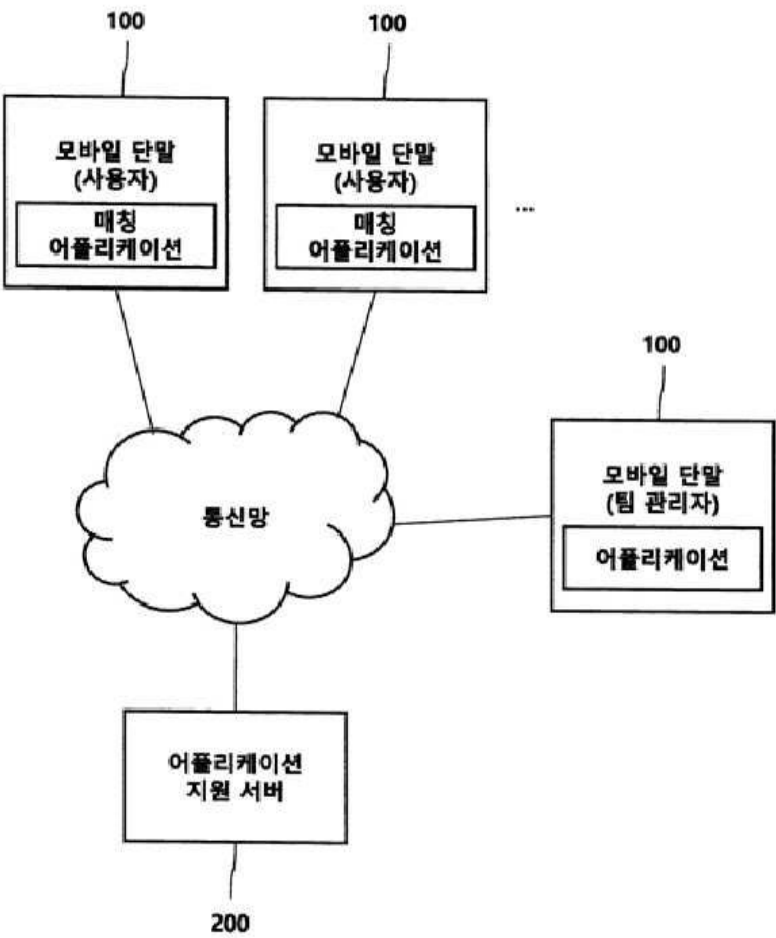 100
100
모바일 단말
(사용자)
매칭
어플리케이션
모바일 단말
(사용자)
매칭
어플리케이션
...
100
모바일 단말
(팀 관리자)
어플리케이션
통신망
어플리케이션
지원 서버
200